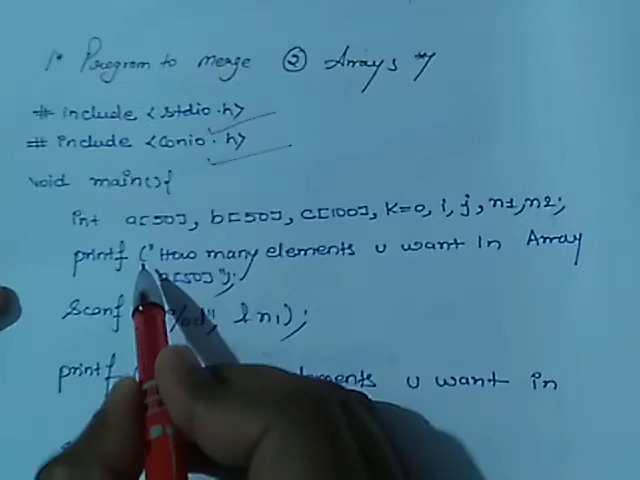 /* Program to merge ② Arrays */
# include <stdio.h>
# include <conio.h>
void main(){
int a[50], b[50], c[100], k=0, i, j, n1, n2;
printf ("How many elements u want in Array
[50]");
scanf %d", &n1);
printf elements u want in